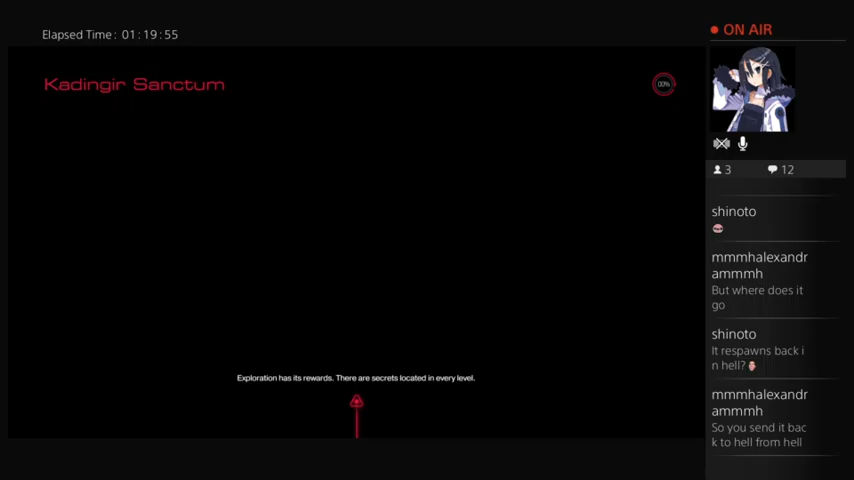 Elapsed Time: 01:19:55
ON AIR
Kadingir Sanctum
00%
3
12
shinoto
mmmhalexandr
ammmh
But where does it
go
shinoto
It respawns back i
n hell?
mmmhalexandr
ammmh
So you send it bac
k to hell from hell
Exploration has its rewards. There are secrets located in every level.